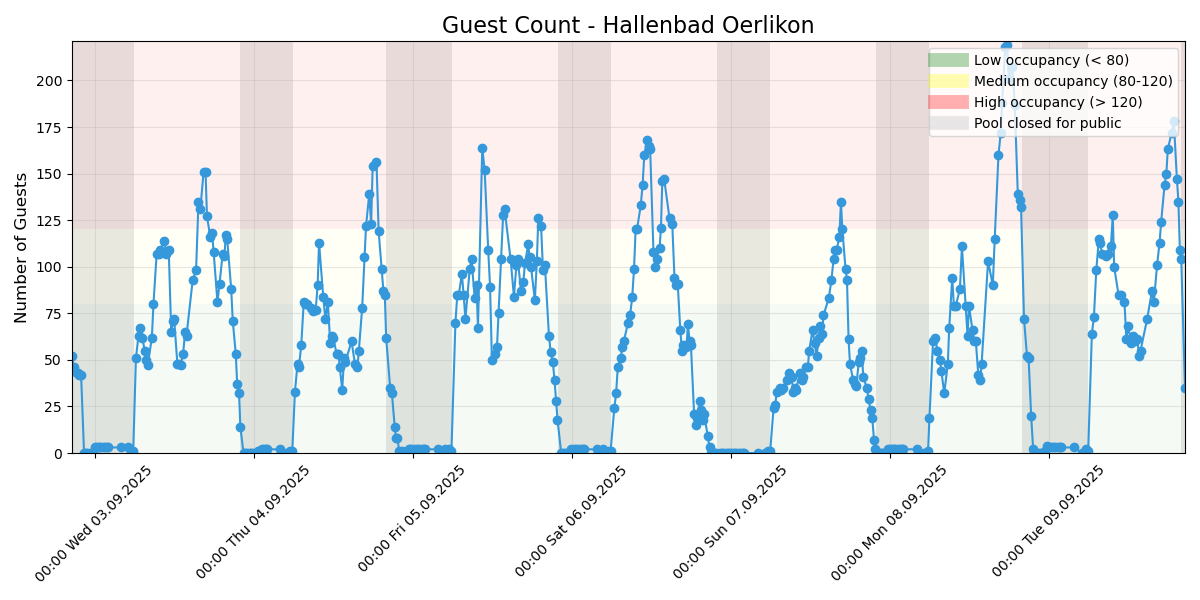 Guest Count - Hallenbad Oerlikon
Number of Guests
200
175
150
125
100
75
50
25
0
Low occupancy (< 80)
Medium occupancy (80-120)
High occupancy (> 120)
Pool closed for public
00:00 Wed 03.09.2025
00:00 Thu 04.09.2025
00:00 Fri 05.09.2025
00:00 Sat 06.09.2025
00:00 Sun 07.09.2025
00:00 Mon 08.09.2025
00:00 Tue 09.09.2025